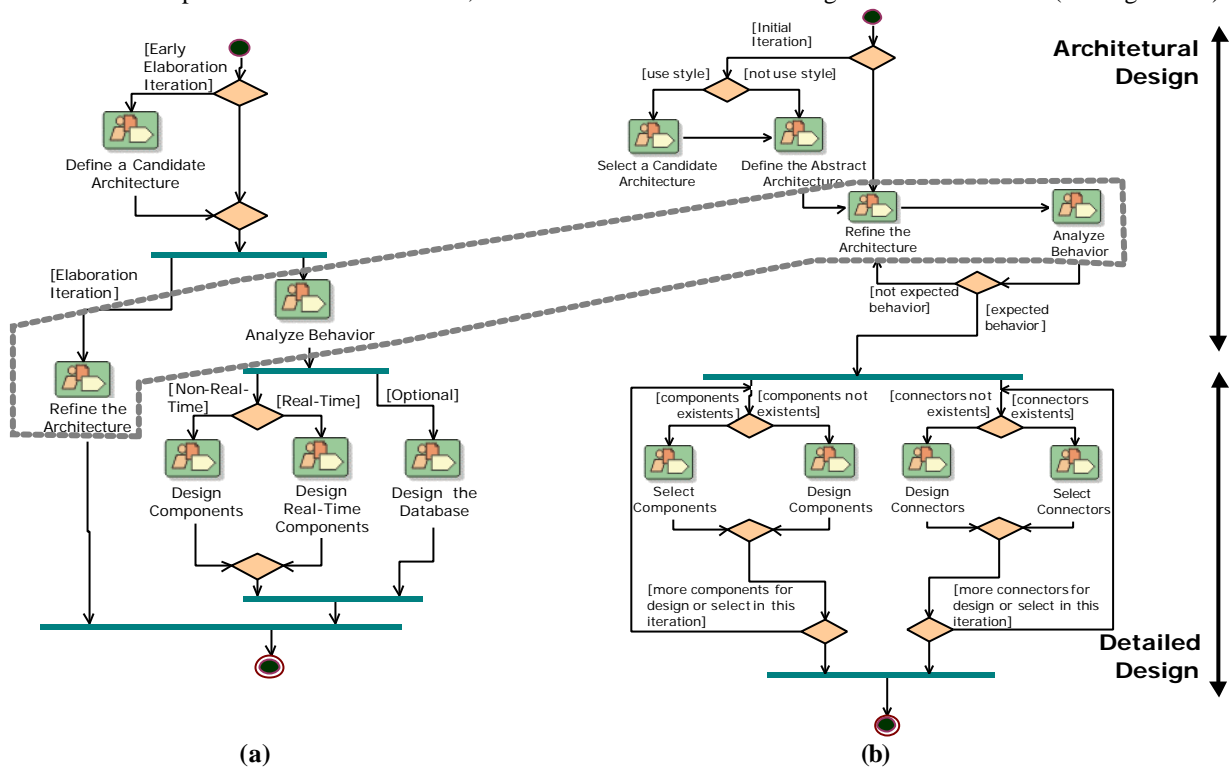 [Early
Elaboration
Iteration]
Define a Candidate
Architecture
[Elaboration
Iteration]
Analyze Behavior
Refine the
Architecture
[Non-Real-
Time]
[Real-Time]
[Optional]
Design
Components
Design
Real-Time
Components
Design the
Database
(a)
[Initial
Iteration]
[use style]
[not use style]
Select a Candidate
Architecture
Define the Abstract
Architecture
Refine the
Architecture
Analyze
Behavior
[not expected
behavior]
[expected
behavior]
[components
existents]
[components not
existents]
[connectors not
existents]
[connectors
existents]
Select
Components
Design
Components
Design
Connectors
Select
Connectors
[more components for
design or select in this
iteration]
[more connectors for
design or select in this
iteration]
(b)
Architetural
Design
Detailed
Design